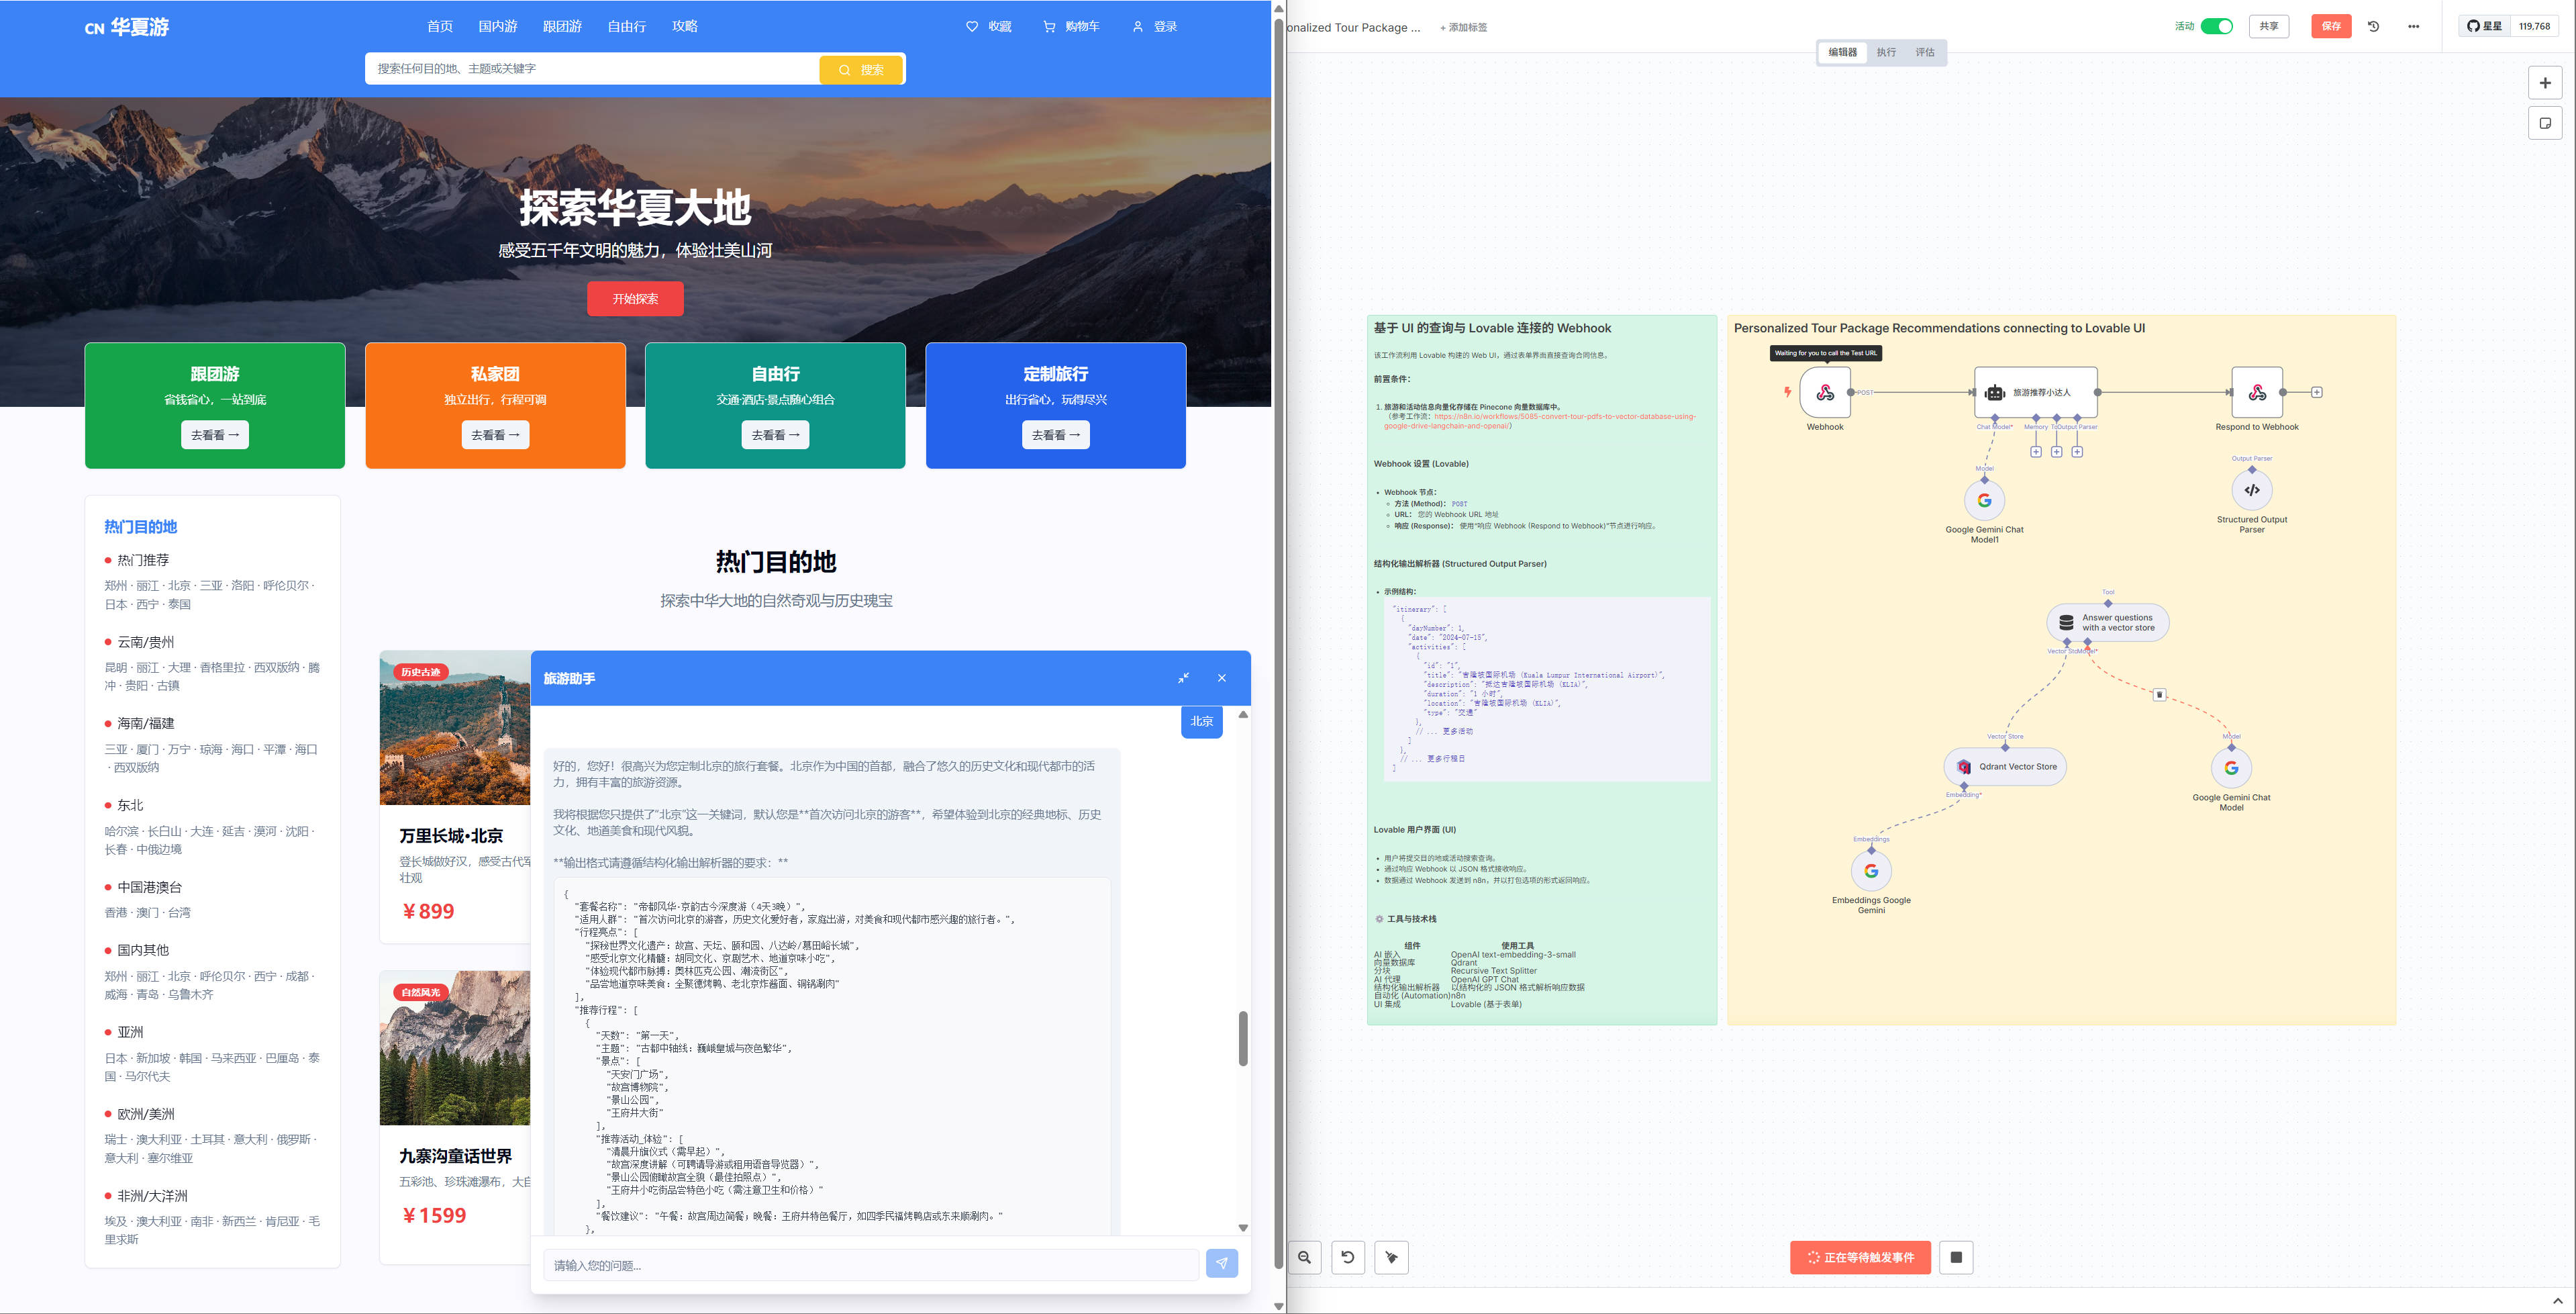 CN 华夏游
首页
国内游
跟团游
自由行
攻略
收藏
购物车
登录
搜索任何目的地、主题或关键字
搜索
探索华夏大地
感受五千年文明的魅力，体验壮美山河
开始探索
跟团游
省钱省心，一站到底
去看看 →
私家团
独立出行，行程可调
去看看 →
自由行
交通·酒店·景点随心组合
去看看 →
定制旅行
出行省心，玩得尽兴
去看看 →
热门目的地
热门推荐
郑州 · 丽江 · 北京 · 三亚 · 洛阳 · 呼伦贝尔 ·
日本 · 西宁 · 泰国
云南/贵州
昆明 · 丽江 · 大理 · 香格里拉 · 西双版纳 · 腾
冲 · 贵阳 · 古镇
海南/福建
三亚 · 厦门 · 万宁 · 琼海 · 海口 · 平潭 · 海口
· 西双版纳
东北
哈尔滨 · 长白山 · 大连 · 延吉 · 漠河 · 沈阳 ·
长春 · 中俄边境
中国港澳台
香港 · 澳门 · 台湾
国内其他
郑州 · 丽江 · 北京 · 呼伦贝尔 · 西宁 · 成都 ·
威海 · 青岛 · 乌鲁木齐
亚洲
日本 · 新加坡 · 韩国 · 马来西亚 · 巴厘岛 · 泰
国 · 马尔代夫
欧洲/美洲
瑞士 · 澳大利亚 · 土耳其 · 意大利 · 俄罗斯 ·
意大利 · 塞尔维亚
非洲/大洋洲
埃及 · 澳大利亚 · 南非 · 新西兰 · 肯尼亚 · 毛
里求斯
热门目的地
探索中华大地的自然奇观与历史瑰宝
历史古迹
万里长城·北京
登长城做好汉，感受古代军
壮观
¥899
自然风光
九寨沟童话世界
五彩池、珍珠滩瀑布，大自
¥1599
旅游助手
北京
好的，您好！很高兴为您定制北京的旅行套餐。北京作为中国的首都，融合了悠久的历史文化和现代都市的活
力，拥有丰富的旅游资源。
我将根据您只提供了“北京”这一关键词，默认您是**首次访问北京的游客**，希望体验到北京的经典地标、历史
文化、地道美食和现代风貌。
**输出格式请遵循结构化输出解析器的要求：**
{
"套餐名称": "帝都风华·京韵古今深度游（4天3晚）",
"适用人群": "首次访问北京的游客，历史文化爱好者，家庭出游，对美食和现代都市感兴趣的旅行者。",
"行程亮点": [
"探秘世界文化遗产：故宫、天坛、颐和园、八达岭/慕田峪长城",
"感受北京文化精髓：胡同文化、京剧艺术、地道京味小吃",
"体验现代都市脉搏：奥林匹克公园、潮流街区",
"品尝地道京味美食：全聚德烤鸭、老北京炸酱面、铜锅涮肉"
],
"推荐行程": [
{
"天数": "第一天",
"主题": "古都中轴线：巍峨皇城与夜色繁华",
"景点": [
"天安门广场",
"故宫博物院",
"景山公园",
"王府井大街"
],
"推荐活动_体验": [
"清晨升旗仪式（需早起）",
"故宫深度讲解（可聘请导游或租用语音导览器）",
"景山公园俯瞰故宫全貌（最佳拍照点）",
"王府井小吃街品尝特色小吃（需注意卫生和价格）"
],
"餐饮建议": "午餐：故宫周边简餐；晚餐：王府井特色餐厅，如四季民福烤鸭店或东来顺涮肉。"
},
请输入您的问题...
onalized Tour Package ...
+ 添加标签
活动
共享
保存
星星
119,768
编辑器
执行
评估
基于 UI 的查询与 Lovable 连接的 Webhook
该工作流利用 Lovable 构建的 Web UI，通过表单界面直接查询合同信息。
前置条件：
1. 旅游和活动信息向量化存储在 Pinecone 向量数据库中。
（参考工作流：https://n8n.io/workflows/5085-convert-tour-pdfs-to-vector-database-using-
google-drive-langchain-and-openai/）
Webhook 设置 (Lovable)
Webhook 节点：
方法 (Method)： POST
URL： 您的 Webhook URL 地址
响应 (Response)： 使用“响应 Webhook (Respond to Webhook)”节点进行响应。
结构化输出解析器 (Structured Output Parser)
示例结构：
"itinerary": [
{
"dayNumber": 1,
"date": "2024-07-15",
"activities": [
{
"id": "1",
"title": "吉隆坡国际机场 (Kuala Lumpur International Airport)",
"description": "抵达吉隆坡国际机场 (KLIA)",
"duration": "1 小时",
"location": "吉隆坡国际机场 (KLIA)",
"type": "交通"
},
// ... 更多活动
]
},
// ... 更多行程日
]
Lovable 用户界面 (UI)
用户将提交目的地或活动搜索查询。
通过响应 Webhook 以 JSON 格式接收响应。
数据通过 Webhook 发送到 n8n，并以打包选项的形式返回响应。
工具与技术栈
组件 使用工具
AI 嵌入 OpenAI text-embedding-3-small
向量数据库 Qdrant
分块 Recursive Text Splitter
AI 代理 OpenAI GPT Chat
结构化输出解析器 以结构化的 JSON 格式解析响应数据
自动化 (Automation) n8n
UI 集成 Lovable (基于表单)
Personalized Tour Package Recommendations connecting to Lovable UI
Waiting for you to call the Test URL
POST
Webhook
旅游推荐小达人
Chat Model*
Memory
Output Parser
Respond to Webhook
Model
Google Gemini Chat
Model1
Output Parser
Structured Output
Parser
Tool
Answer questions
with a vector store
Model*
Vector Store
Qdrant Vector Store
Embedding*
Model
Google Gemini Chat
Model
Embeddings
Embeddings Google
Gemini
正在等待触发事件